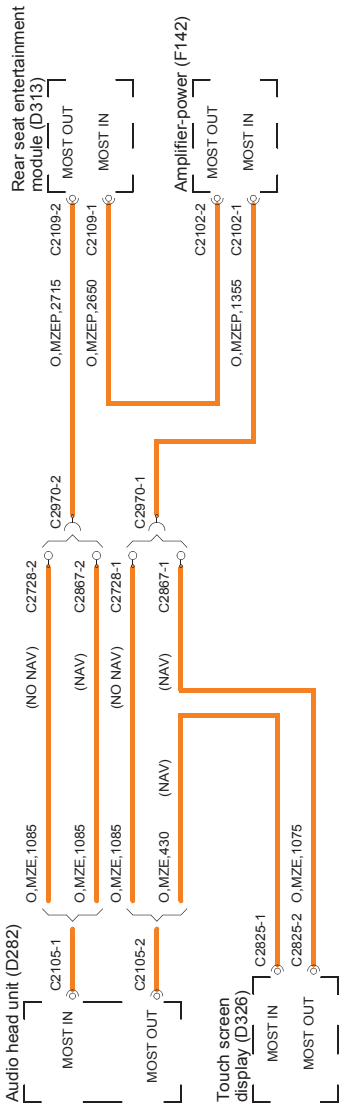 Audio head unit (D282)
MOST IN
MOST OUT
C2105-1
C2105-2
O,MZE,1085
O,MZE,1085
O,MZE,1085
O,MZE,430
(NO NAV)
(NAV)
(NO NAV)
(NAV)
(NAV)
C2728-2
C2867-2
C2728-1
C2867-1
C2970-2
C2970-1
O,MZEP,2715
O,MZEP,2650
O,MZEP,1355
C2109-2
C2109-1
C2102-2
C2102-1
Rear seat entertainment
module (D313)
MOST OUT
MOST IN
Amplifier-power (F142)
MOST OUT
MOST IN
Touch screen
display (D326)
MOST IN
MOST OUT
C2825-1
C2825-2
O,MZE,1075